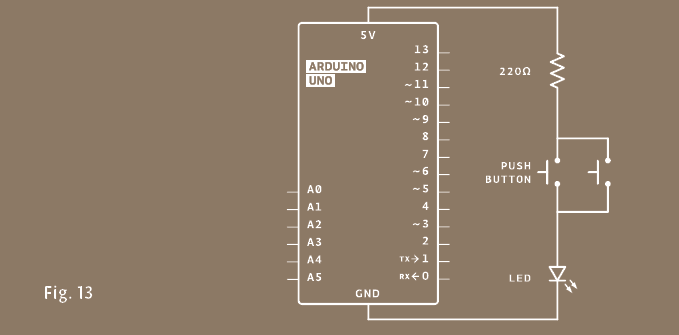 5V
ARDUINO
UNO
13
12
~11
~10
~9
8
7
~6
~5
4
~3
2
TX→1
RX←0
A0
A1
A2
A3
A4
A5
GND
220Ω
PUSH
BUTTON
LED
Fig. 13